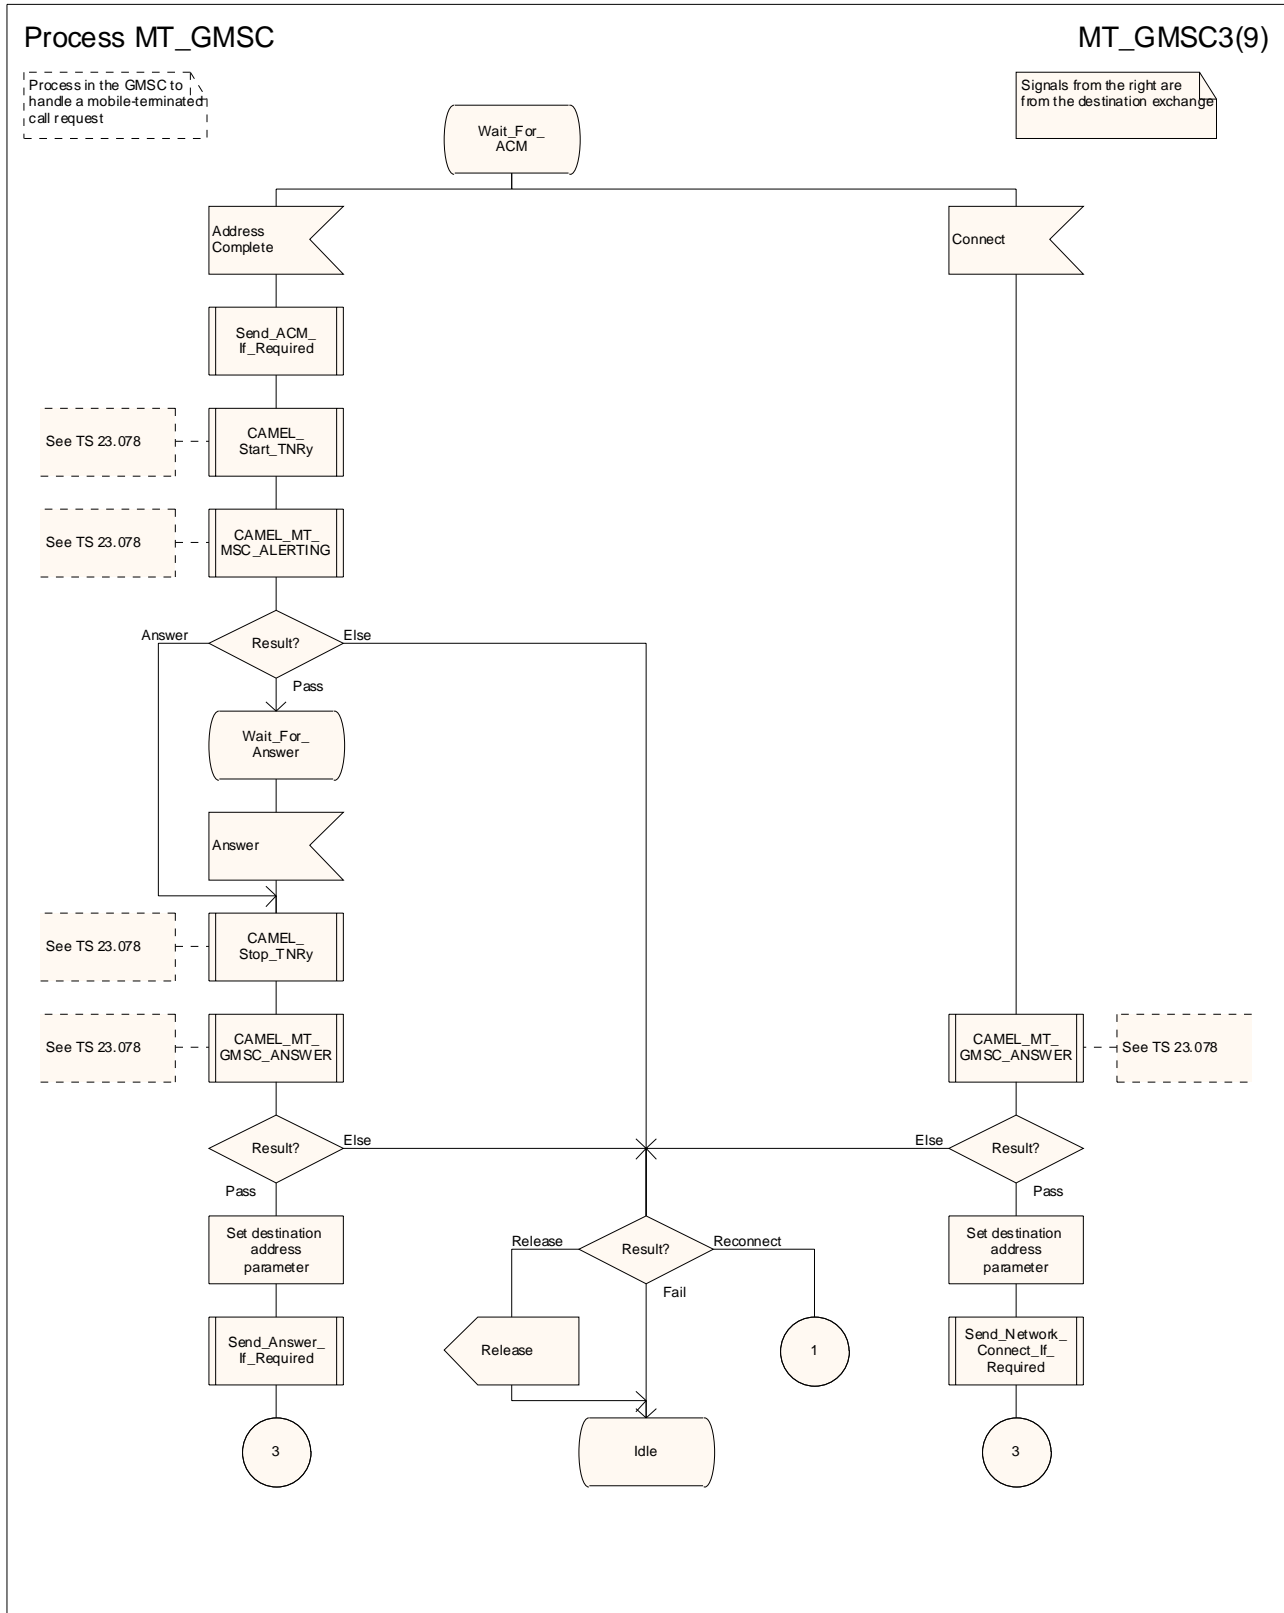 Process MT_GMSC
MT_GMSC3(9)
Process in the GMSC to
handle a mobile-terminated
call request
Signals from the right are
from the destination exchange
Wait_For_
ACM
Address
Complete
Connect
Send_ACM_
If_Required
See TS 23.078
CAMEL_
Start_TNRy
See TS 23.078
CAMEL_MT_
MSC_ALERTING
Answer
Result?
Else
Pass
Wait_For_
Answer
Answer
See TS 23.078
CAMEL_
Stop_TNRy
See TS 23.078
CAMEL_MT_
GMSC_ANSWER
CAMEL_MT_
GMSC_ANSWER
See TS 23.078
Result?
Else
Else
Result?
Pass
Pass
Set destination
address
parameter
Release
Result?
Reconnect
Fail
Set destination
address
parameter
Send_Answer_
If_Required
Release
1
Send_Network_
Connect_If_
Required
3
Idle
3